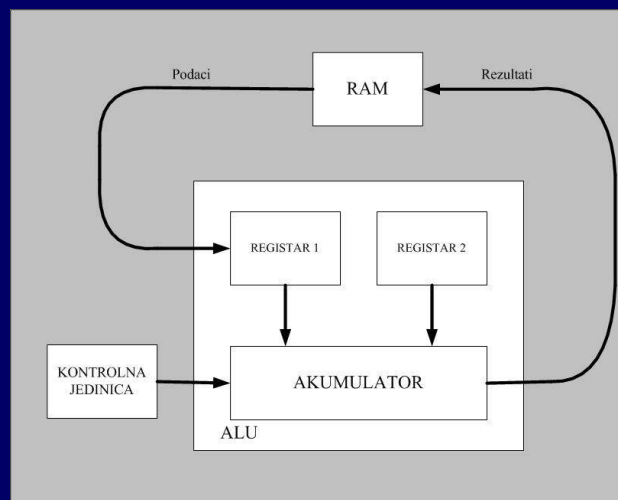 Podaci
RAM
Rezultati
REGISTAR 1
REGISTAR 2
KONTROLNA
JEDINICA
AKUMULATOR
ALU